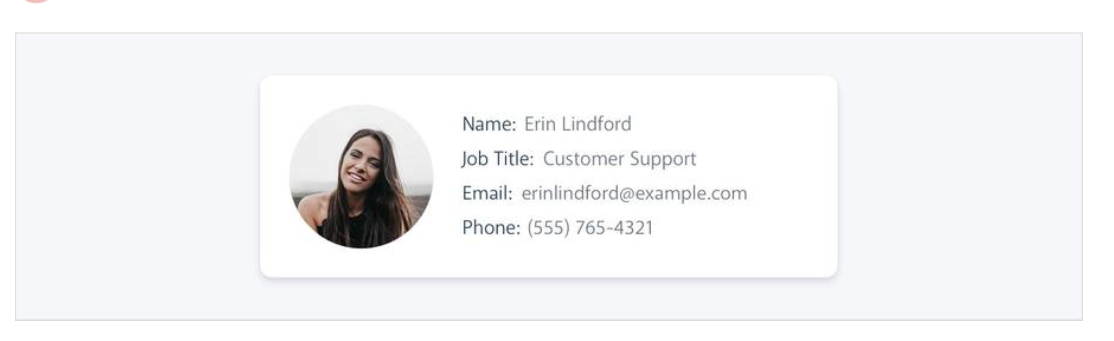 Name: Erin Lindford
Job Title: Customer Support
Email: erinlindford@example.com
Phone: (555) 765-4321